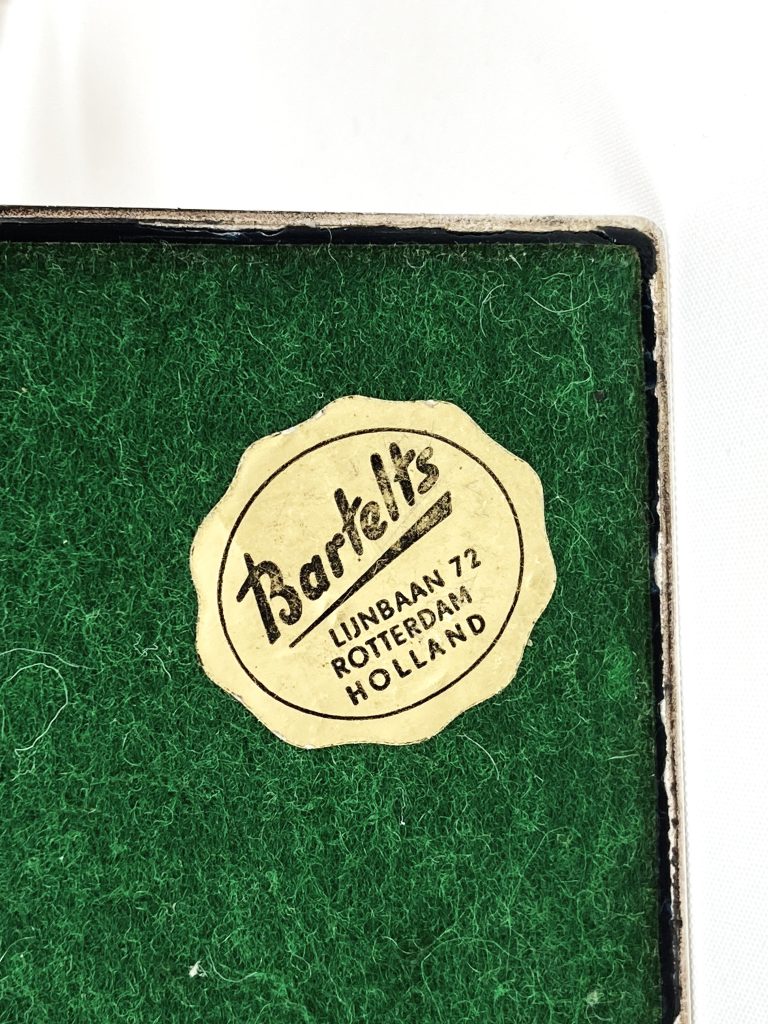 Bartelts
LIJNBAAN 72
ROTTERDAM
HOLLAND